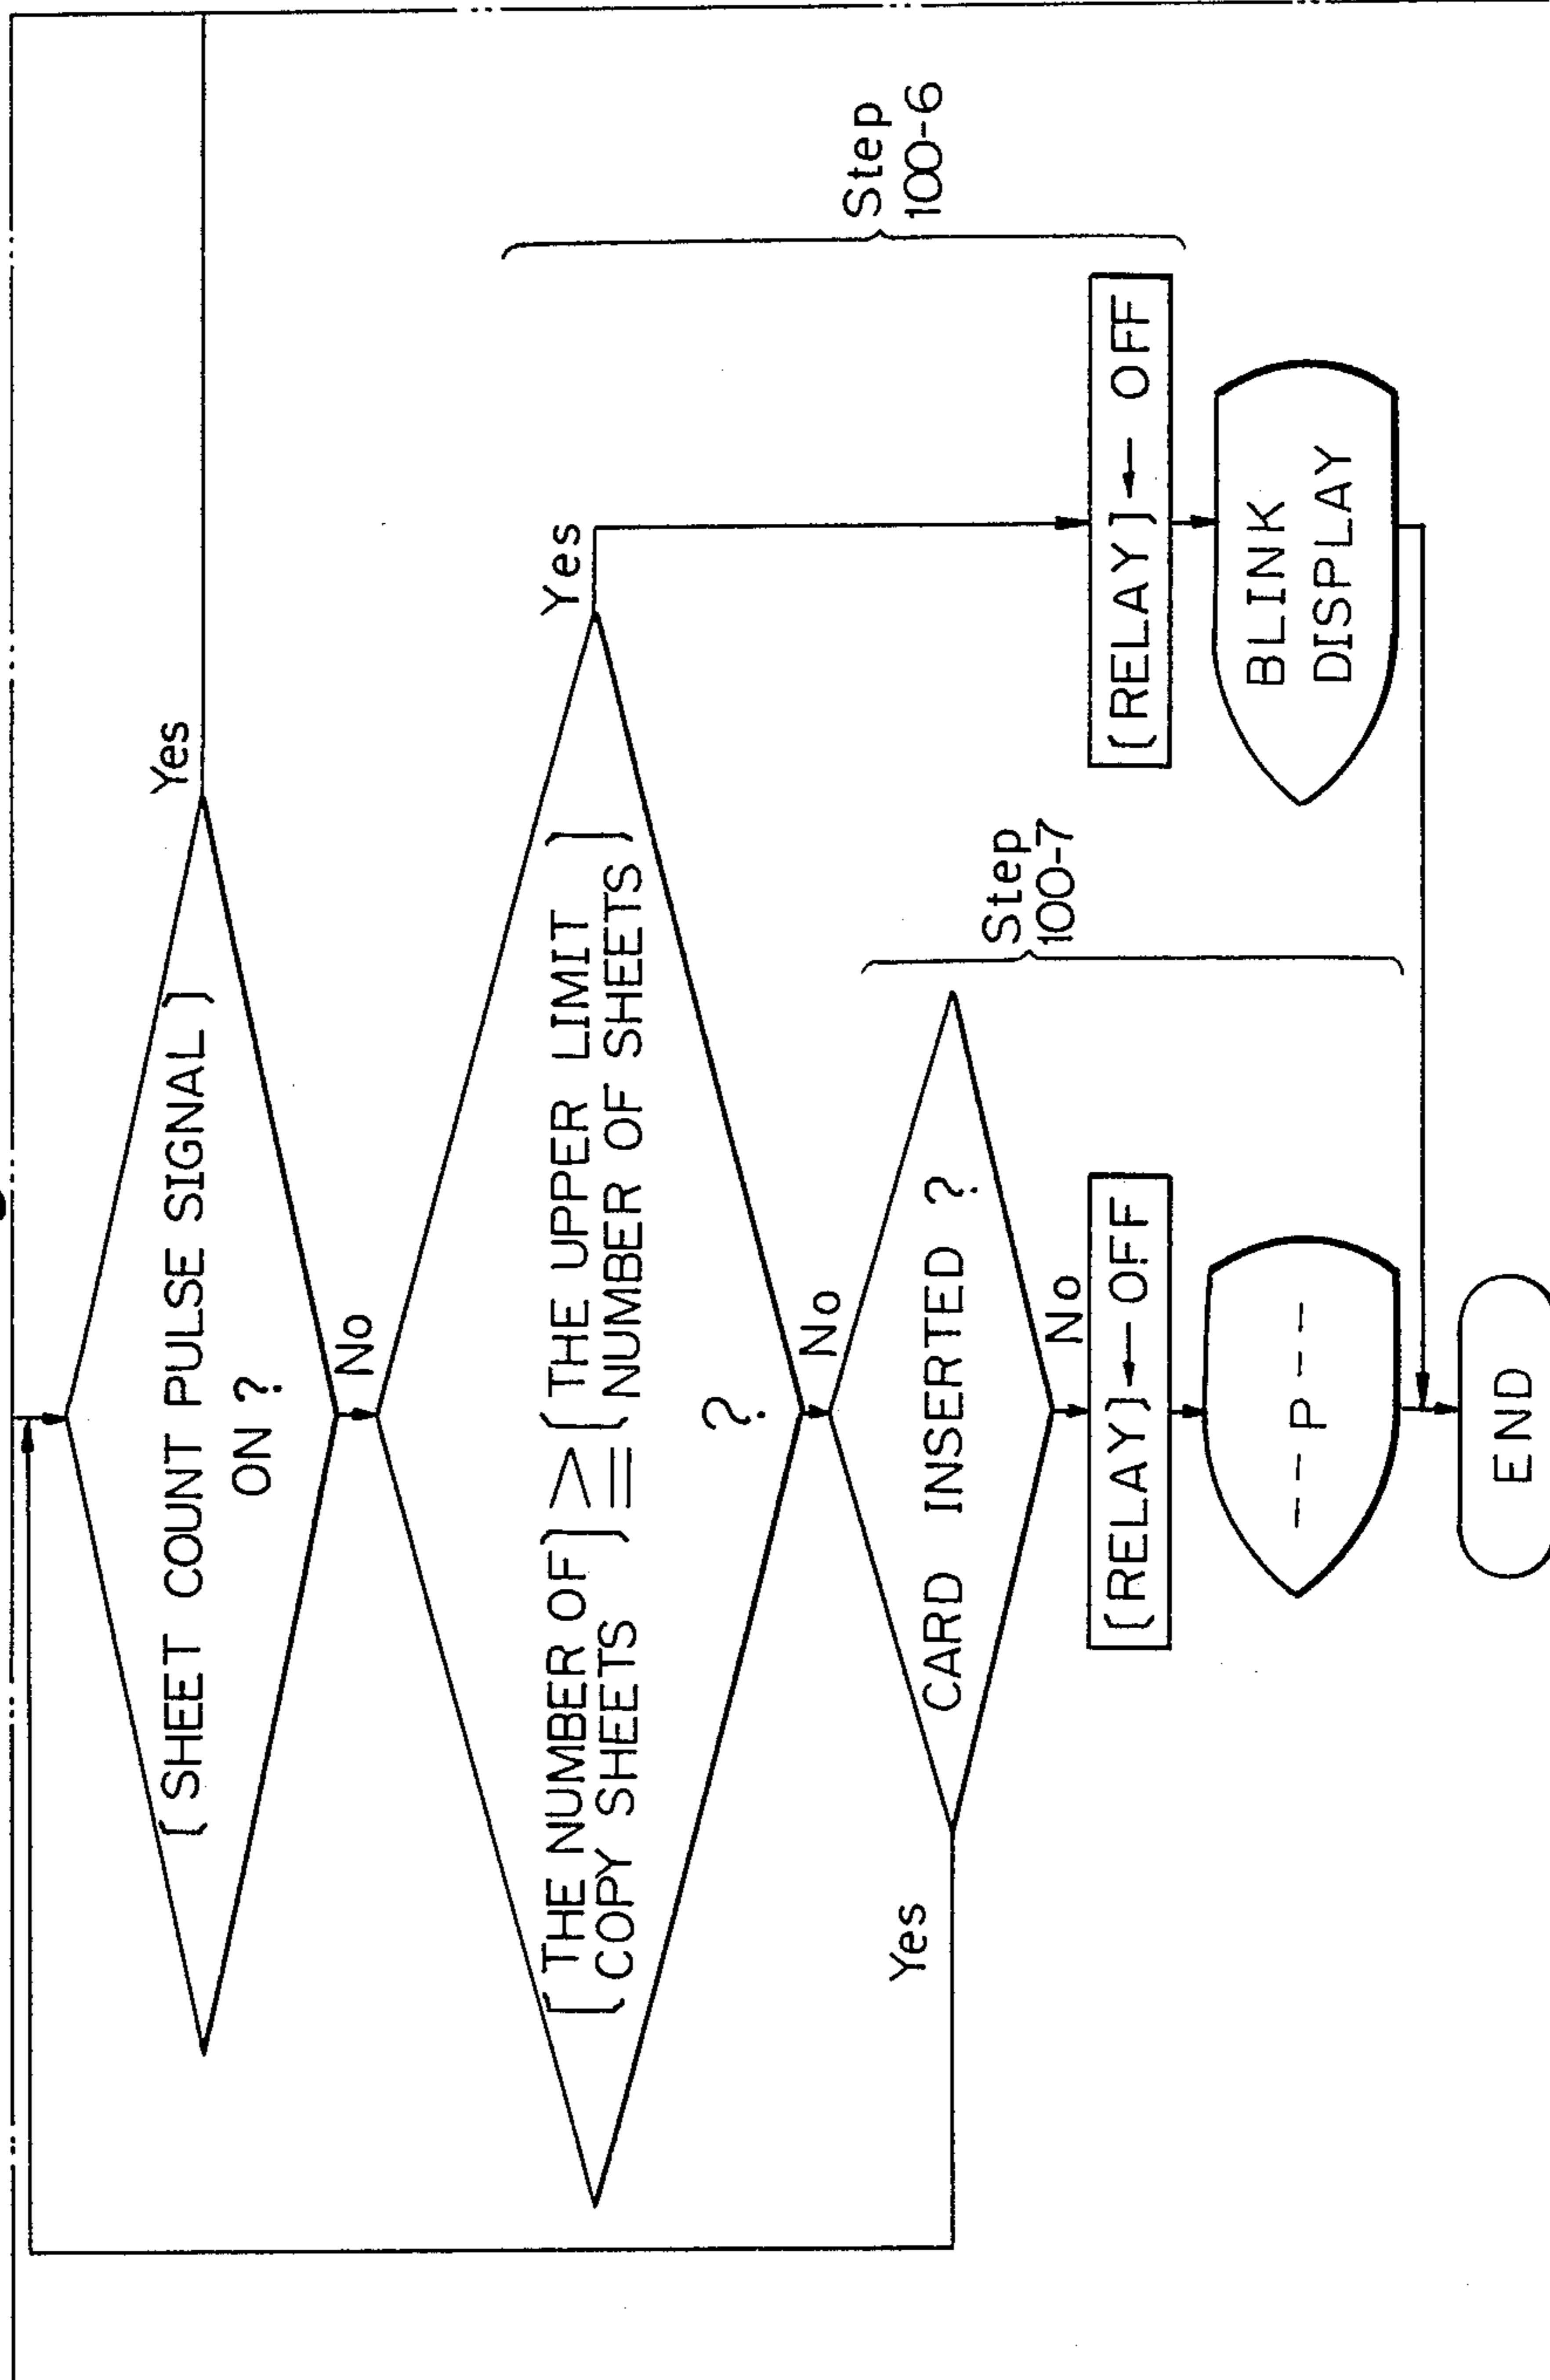 [SHEET COUNT PULSE SIGNAL]
ON ?
Yes
No
[THE NUMBER OF] ≧ [THE UPPER LIMIT]
[COPY SHEETS] [NUMBER OF SHEETS]
?
Yes
No
Step
100-6
CARD INSERTED ?
Yes
No
Step
100-7
[RELAY] ← OFF
[RELAY] ← OFF
-- P --
BLINK
DISPLAY
END